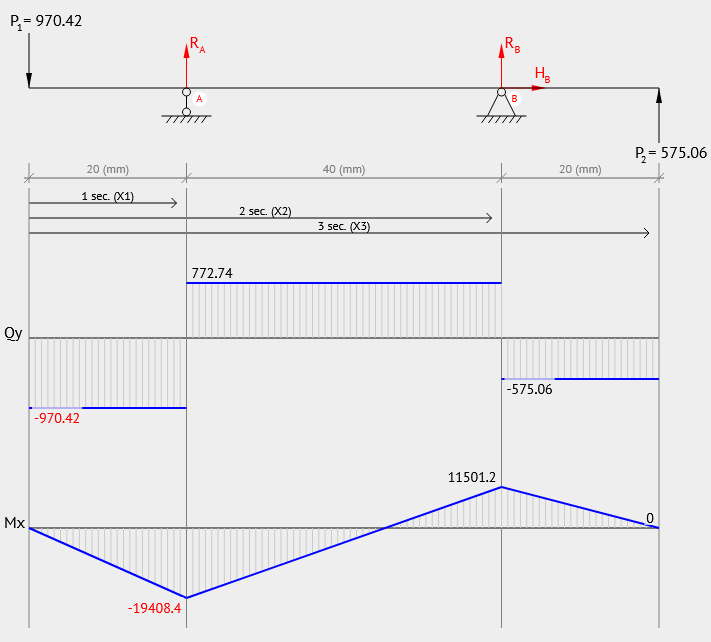 P1= 970.42
RA
RB
HB
A
B
P2= 575.06
20 (mm)
40 (mm)
20 (mm)
1 sec. (X1)
2 sec. (X2)
3 sec. (X3)
772.74
Qy
-575.06
-970.42
11501.2
Mx
0
-19408.4